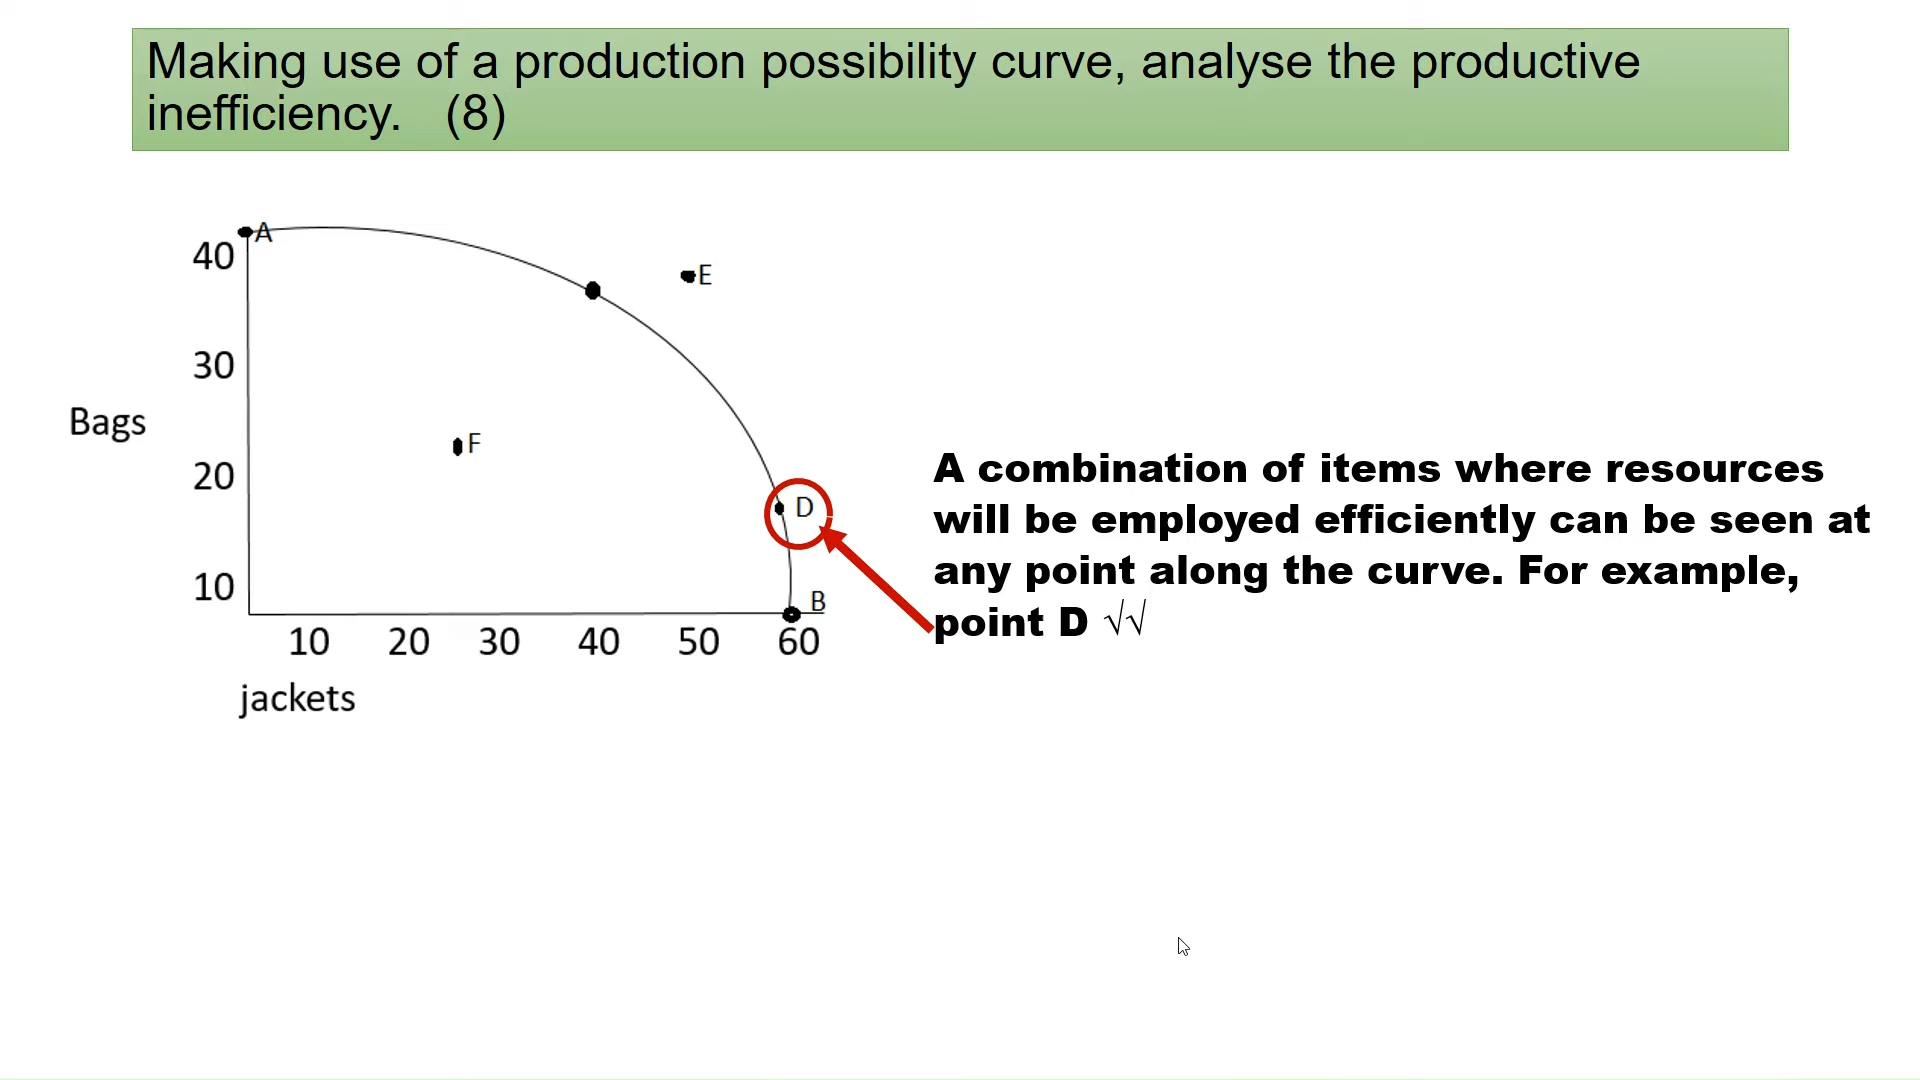 Making use of a production possibility curve, analyse the productive
inefficiency. (8)
A
40
E
30
Bags
F
20
D
10
B
10 20 30 40 50 60
jackets
A combination of items where resources
will be employed efficiently can be seen at
any point along the curve. For example,
point D √√